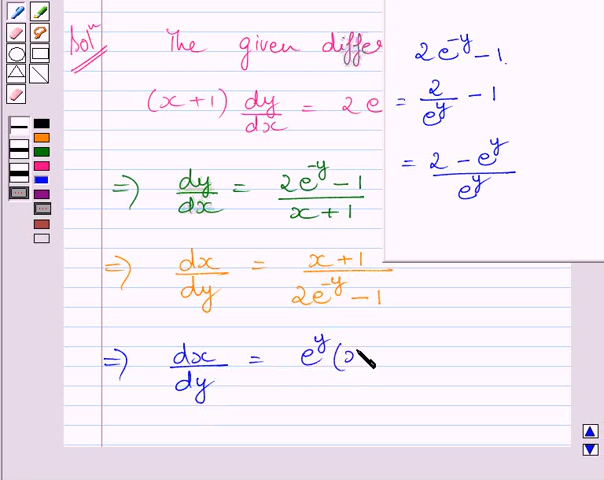 Solⁿ The given differ
(x+1) dy/dx = 2e
⇒ dy/dx = (2e^{-y} - 1)/(x+1)
⇒ dx/dy = (x+1)/(2e^{-y} - 1)
⇒ dx/dy = e^y (x
2e^{-y} - 1.
= 2/e^y - 1
= (2 - e^y)/e^y